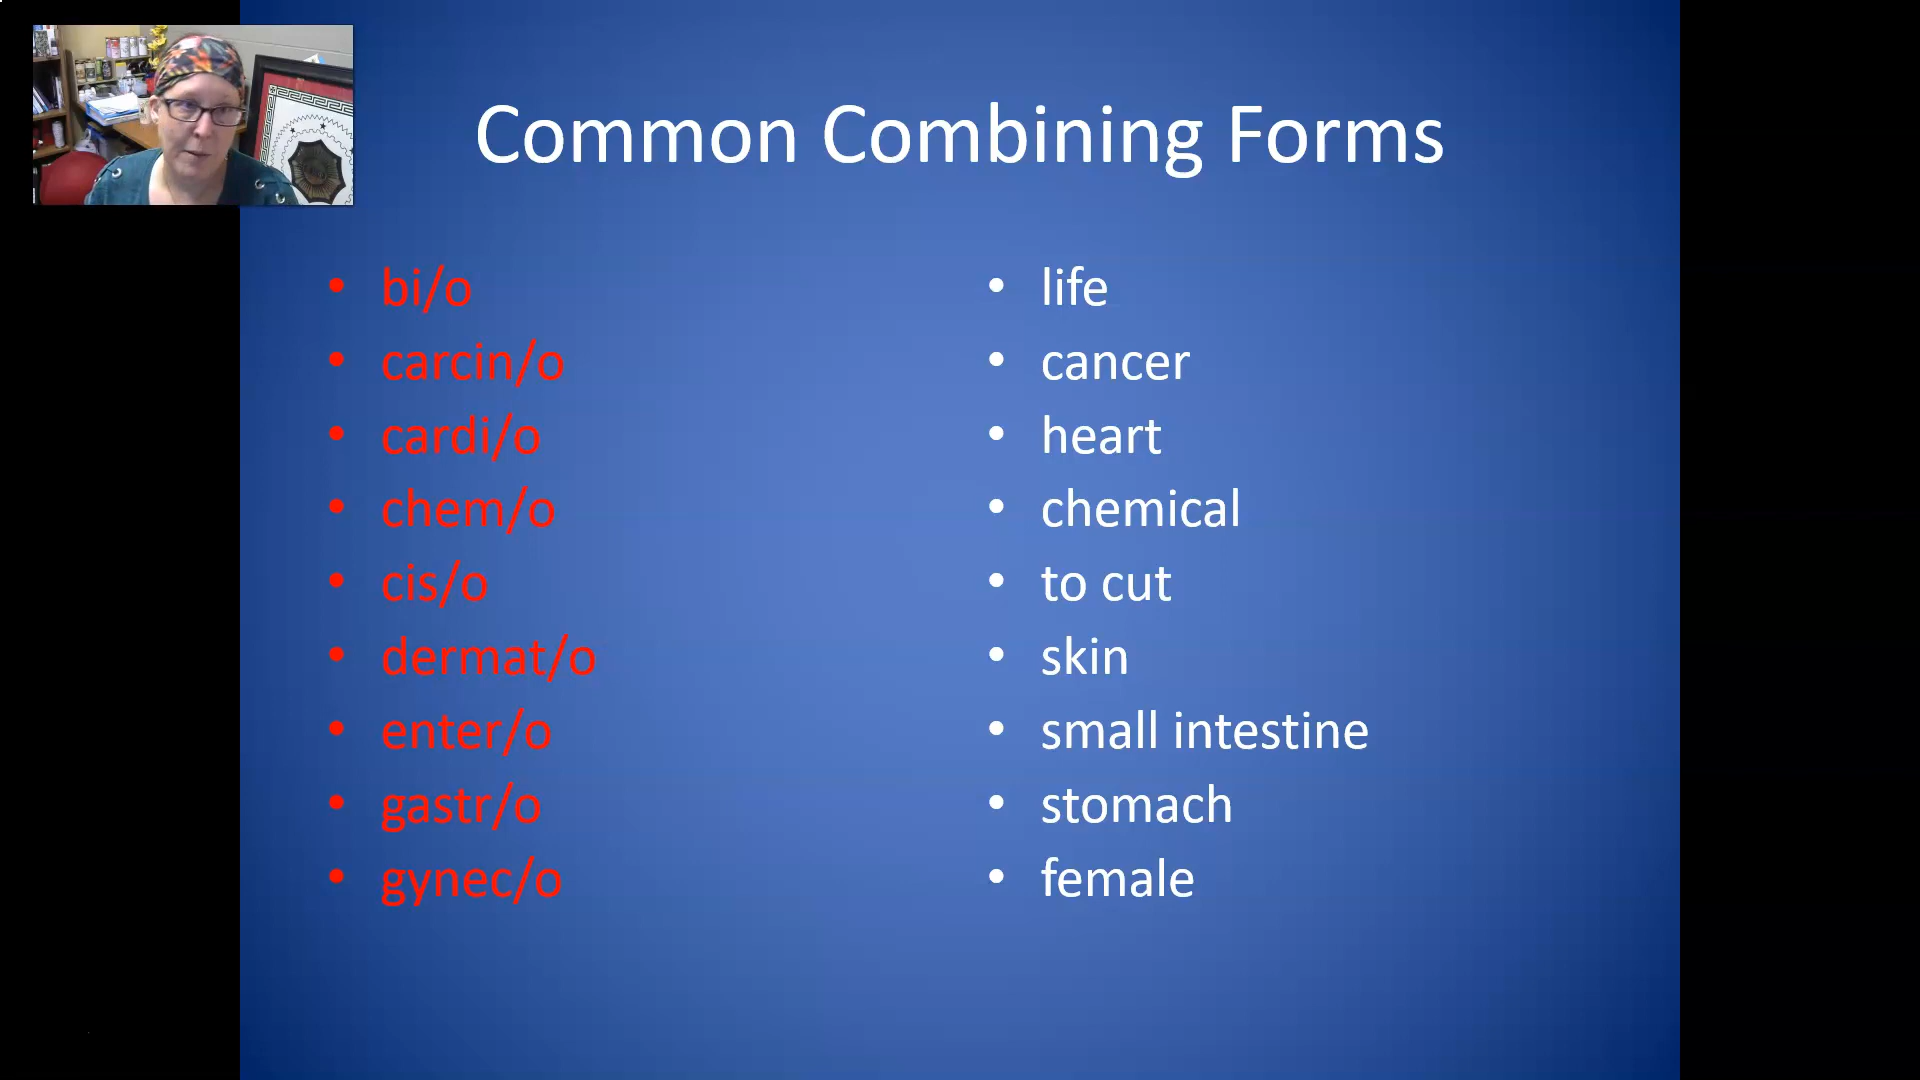 Common Combining Forms
• bi/o
• carcin/o
• cardi/o
• chem/o
• cis/o
• dermat/o
• enter/o
• gastr/o
• gynec/o
• life
• cancer
• heart
• chemical
• to cut
• skin
• small intestine
• stomach
• female